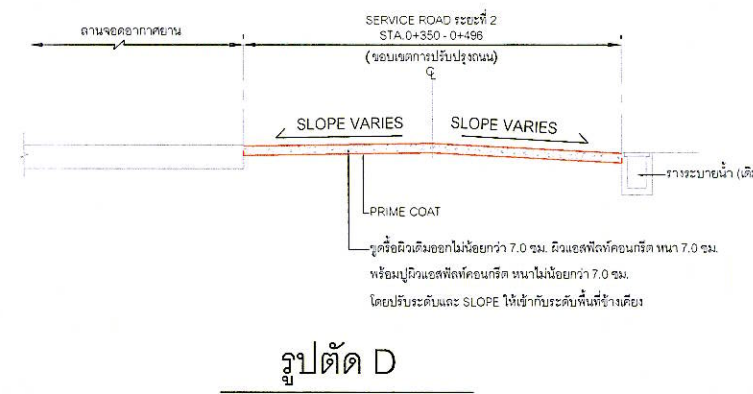 SERVICE ROAD ระยะที่ 2
ลานจอดอากาศยาน
STA.0+350 - 0+496
(ขอบเขตการปรับปรุงถนน)
SLOPE VARIES
SLOPE VARIES
รางระบายน้ำ (เดิ
PRIME COAT
ขูดรื้อผิวเดิมออกไม่น้อยกว่า 7.0 ซม. ผิวแอสฟัลท์คอนกรีต หนา 7.0 ซม.
พร้อมปูผิวแอสฟัลท์คอนกรีต หนาไม่น้อยกว่า 7.0 ซม.
โดยปรับระดับและ SLOPE ให้เข้ากับระดับพื้นที่ข้างเคียง
รูปตัด D